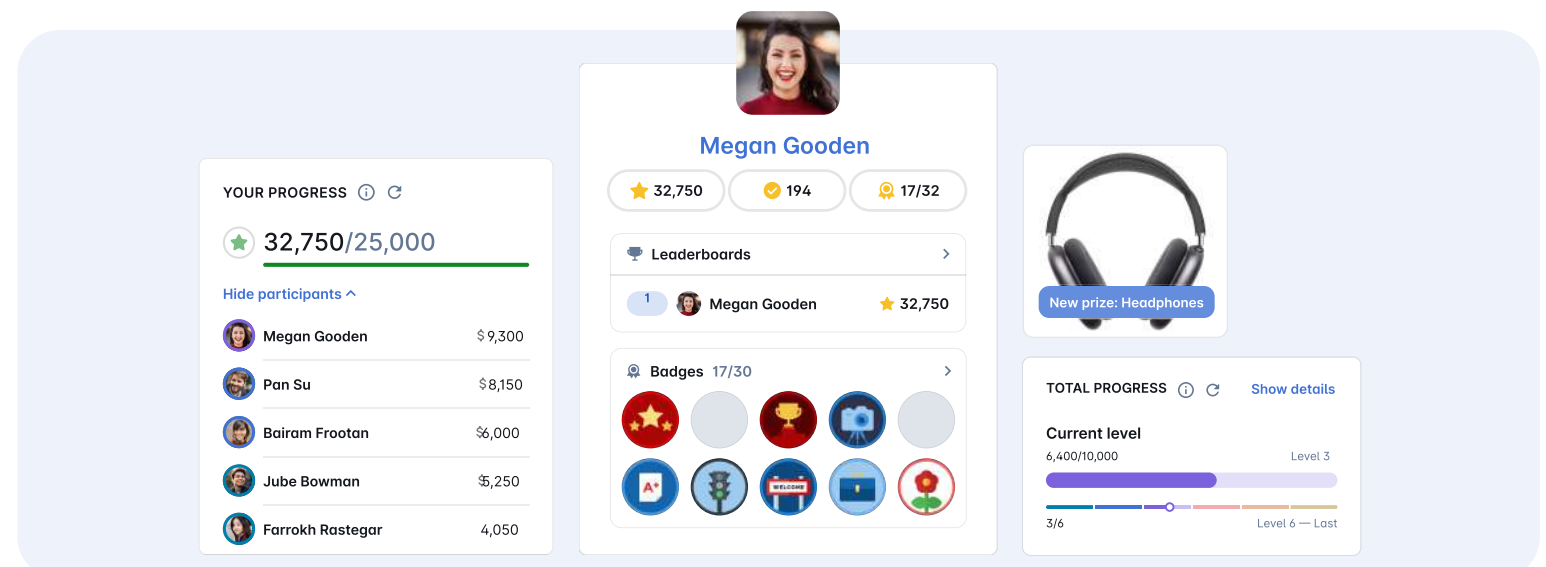 YOUR PROGRESS
32,750/25,000
Hide participants
Megan Gooden $ 9,300
Pan Su $ 8,150
Bairam Frootan $6,000
Jube Bowman $5,250
Farrokh Rastegar 4,050
Megan Gooden
32,750 194 17/32
Leaderboards
1 Megan Gooden 32,750
Badges 17/30
A+ WELCOME
New prize: Headphones
TOTAL PROGRESS Show details
Current level
6,400/10,000 Level 3
3/6 Level 6 — Last